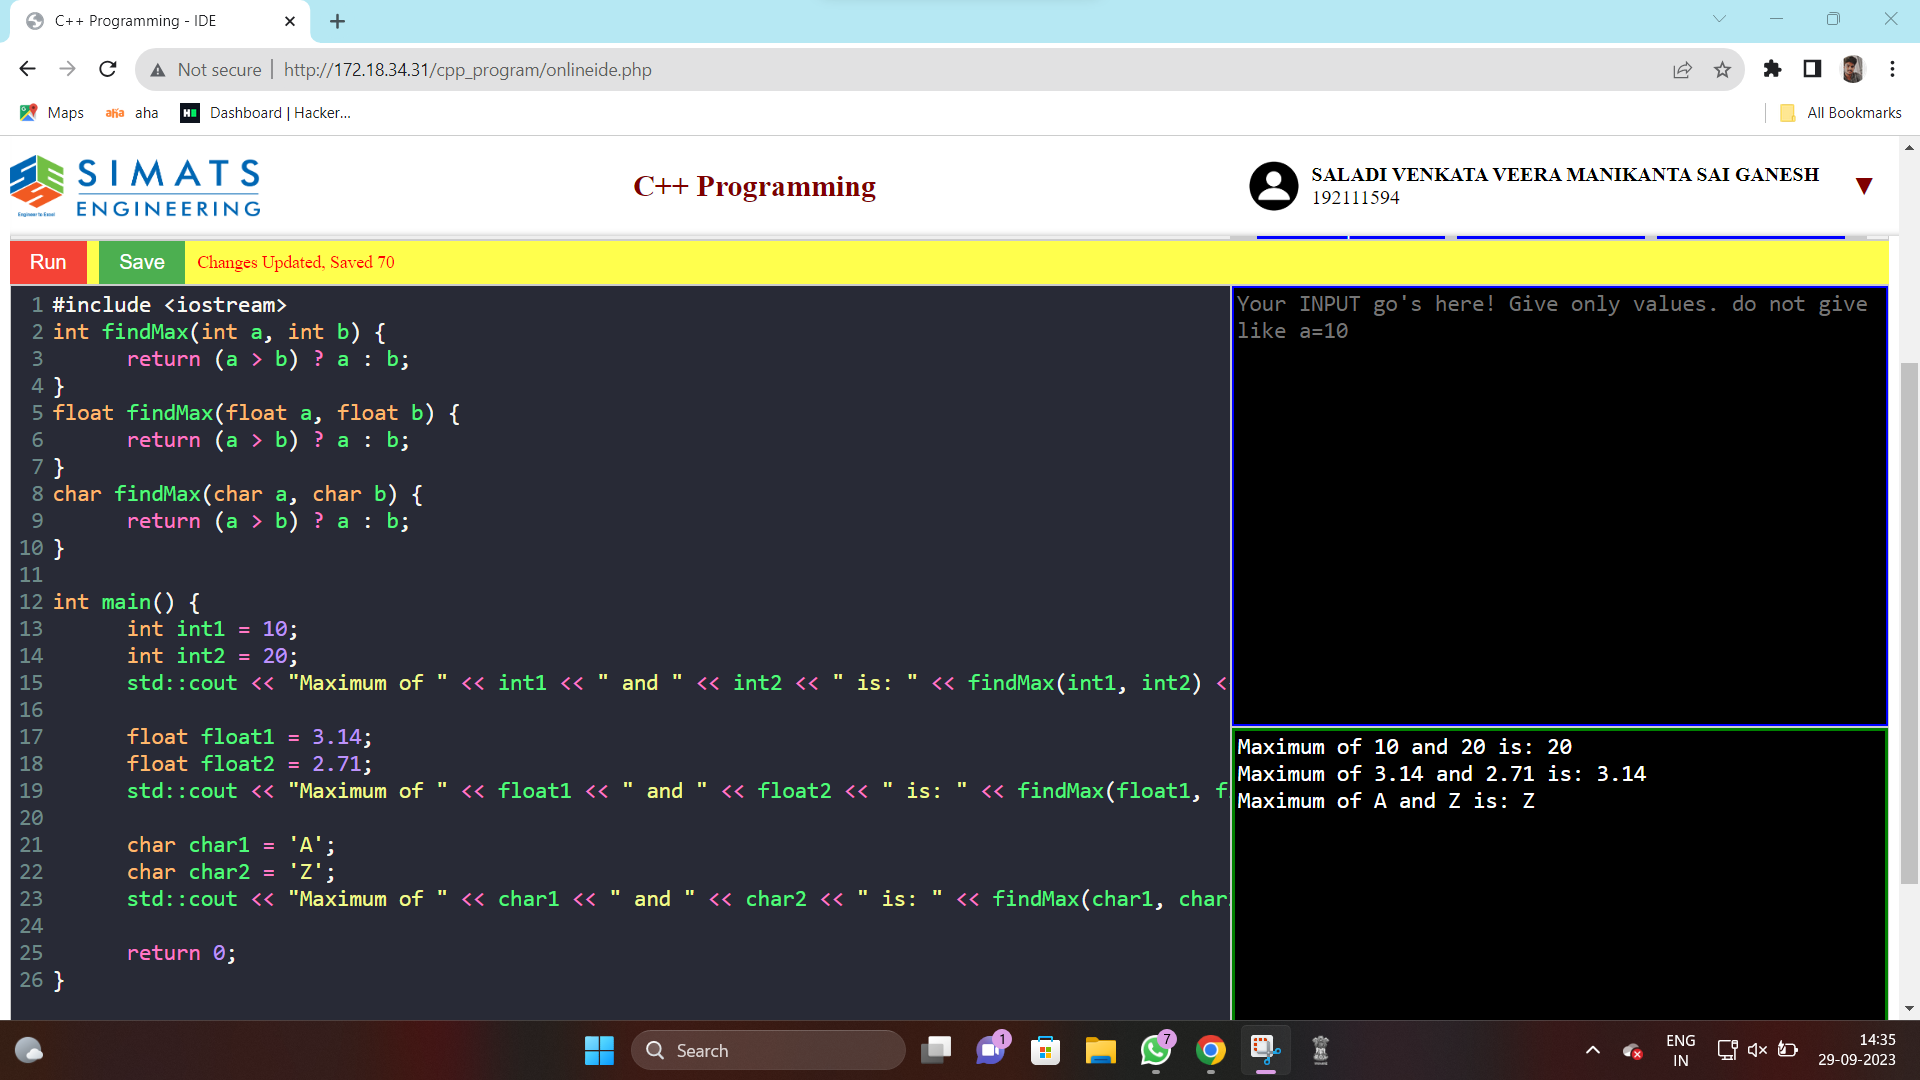 C++ Programming - IDE
Not secure
http://172.18.34.31/cpp_program/onlineide.php
Maps
aha
aha
Dashboard | Hacker...
All Bookmarks
SIMATS
ENGINEERING
Engineer to Excel
C++ Programming
SALADI VENKATA VEERA MANIKANTA SAI GANESH
192111594
Run
Save
Changes Updated, Saved 70
1 #include <iostream>
2 int findMax(int a, int b) {
3 return (a > b) ? a : b;
4 }
5 float findMax(float a, float b) {
6 return (a > b) ? a : b;
7 }
8 char findMax(char a, char b) {
9 return (a > b) ? a : b;
10 }
11
12 int main() {
13 int int1 = 10;
14 int int2 = 20;
15 std::cout << "Maximum of " << int1 << " and " << int2 << " is: " << findMax(int1, int2) <
16
17 float float1 = 3.14;
18 float float2 = 2.71;
19 std::cout << "Maximum of " << float1 << " and " << float2 << " is: " << findMax(float1, f
20
21 char char1 = 'A';
22 char char2 = 'Z';
23 std::cout << "Maximum of " << char1 << " and " << char2 << " is: " << findMax(char1, char
24
25 return 0;
26 }
Your INPUT go's here! Give only values. do not give
like a=10
Maximum of 10 and 20 is: 20
Maximum of 3.14 and 2.71 is: 3.14
Maximum of A and Z is: Z
Search
1
7
ENG
IN
14:35
29-09-2023